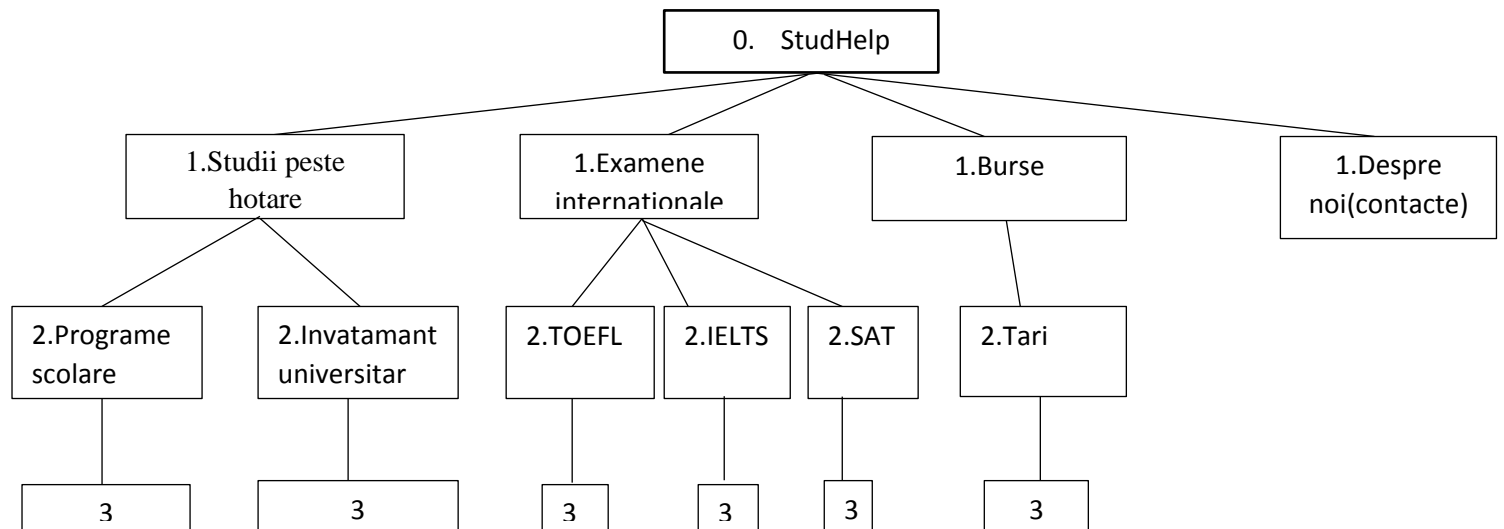 0. StudHelp
1.Studii peste
hotare
1.Examene
internationale
1.Burse
1.Despre
noi(contacte)
2.Programe
scolare
2.Invatamant
universitar
2.TOEFL
2.IELTS
2.SAT
2.Tari
3
3
3
3
3
3